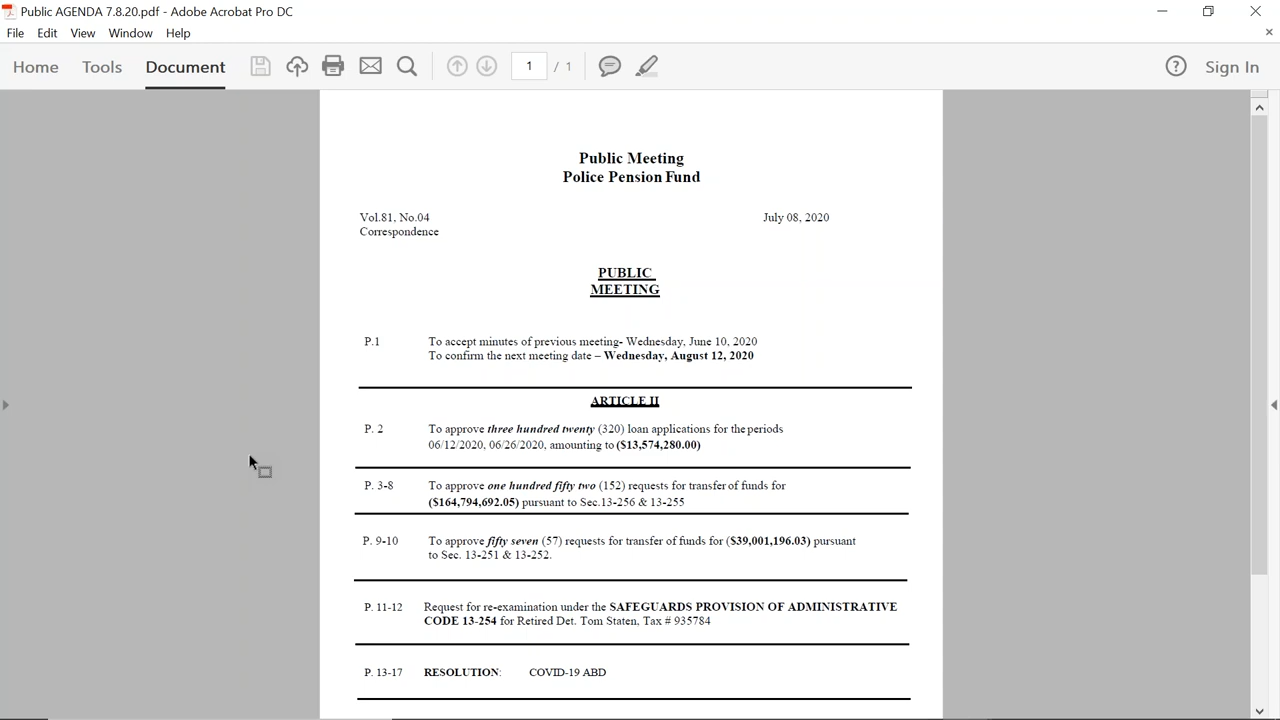 Public AGENDA 7.8.20.pdf - Adobe Acrobat Pro DC
File Edit View Window Help
Home Tools Document 1 / 1 Sign In
Public Meeting
Police Pension Fund
Vol.81, No.04 July 08, 2020
Correspondence
PUBLIC
MEETING
P.1 To accept minutes of previous meeting- Wednesday, June 10, 2020
To confirm the next meeting date – Wednesday, August 12, 2020
ARTICLE II
P. 2 To approve three hundred twenty (320) loan applications for the periods
06/12/2020, 06/26/2020, amounting to ($13,574,280.00)
P. 3-8 To approve one hundred fifty two (152) requests for transfer of funds for
($164,794,692.05) pursuant to Sec.13-256 & 13-255
P. 9-10 To approve fifty seven (57) requests for transfer of funds for ($39,001,196.03) pursuant
to Sec. 13-251 & 13-252.
P. 11-12 Request for re-examination under the SAFEGUARDS PROVISION OF ADMINISTRATIVE
CODE 13-254 for Retired Det. Tom Staten, Tax # 935784
P. 13-17 RESOLUTION: COVID-19 ABD